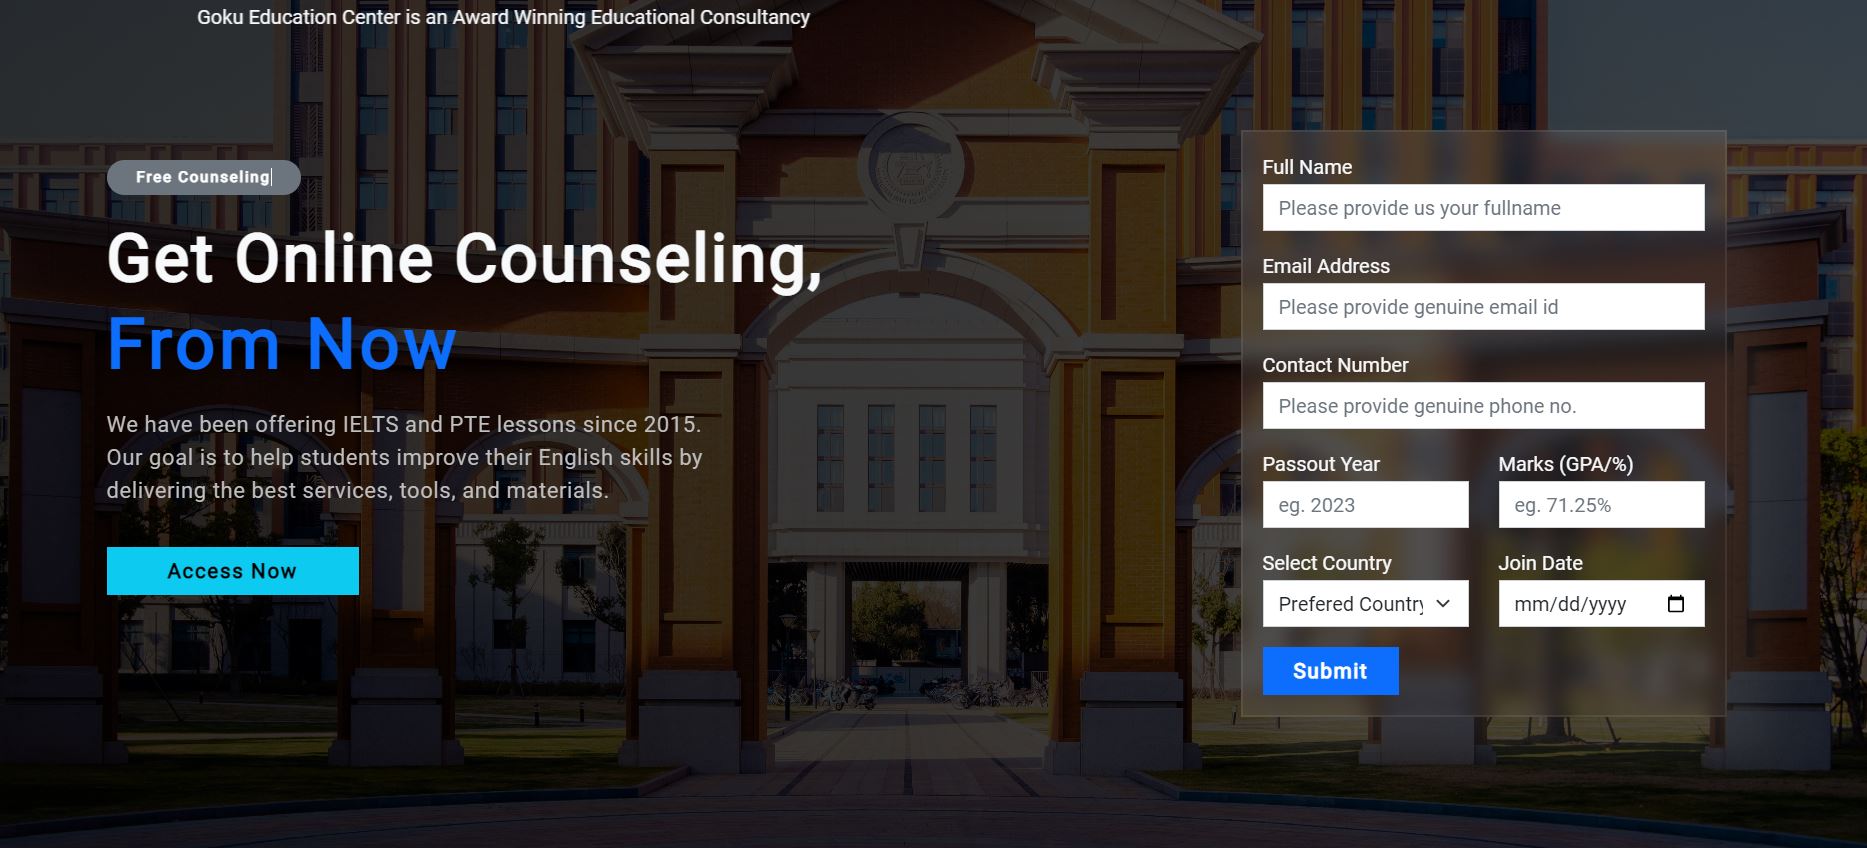 Goku Education Center is an Award Winning Educational Consultancy
Free Counseling
Get Online Counseling,
From Now
We have been offering IELTS and PTE lessons since 2015.
Our goal is to help students improve their English skills by
delivering the best services, tools, and materials.
Access Now
Full Name
Please provide us your fullname
Email Address
Please provide genuine email id
Contact Number
Please provide genuine phone no.
Passout Year Marks (GPA/%)
eg. 2023 eg. 71.25%
Select Country Join Date
Prefered Country mm/dd/yyyy
Submit